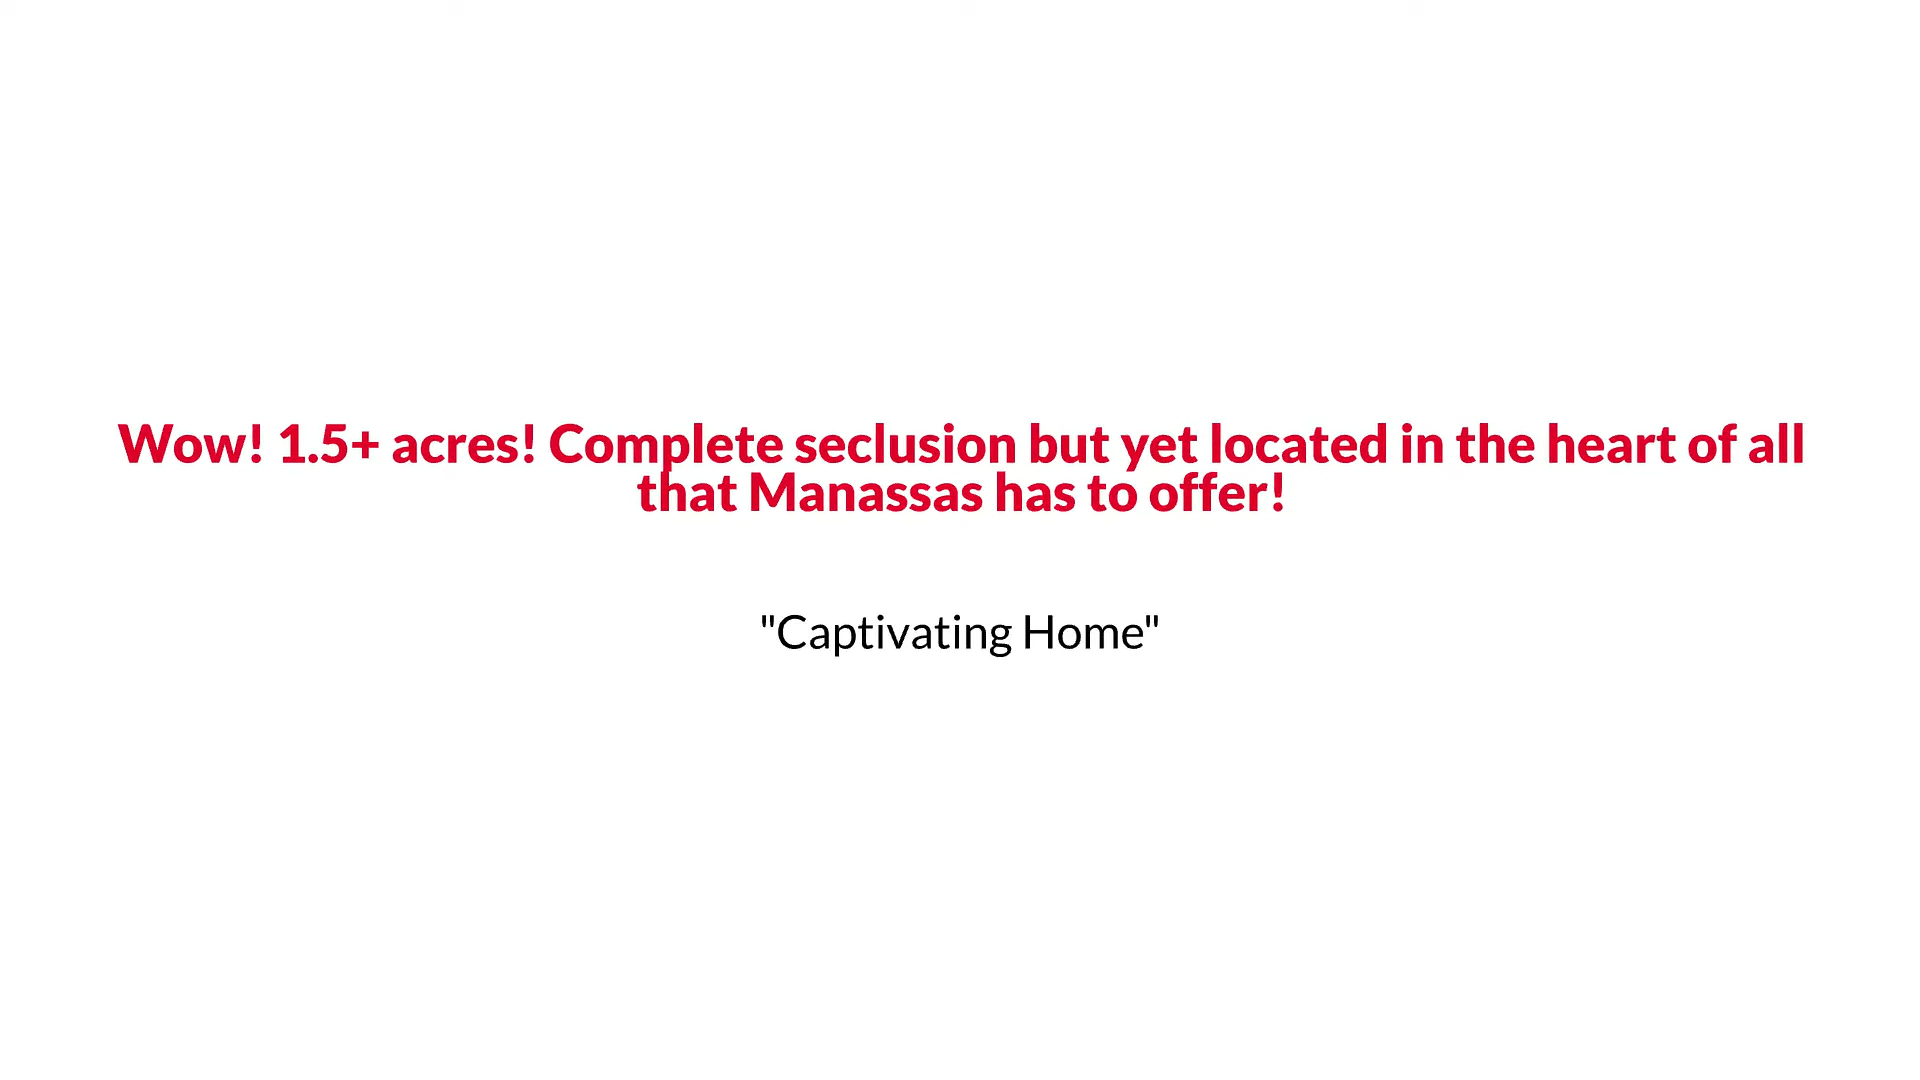 Wow! 1.5+ acres! Complete seclusion but yet located in the heart of all
that Manassas has to offer!
"Captivating Home"